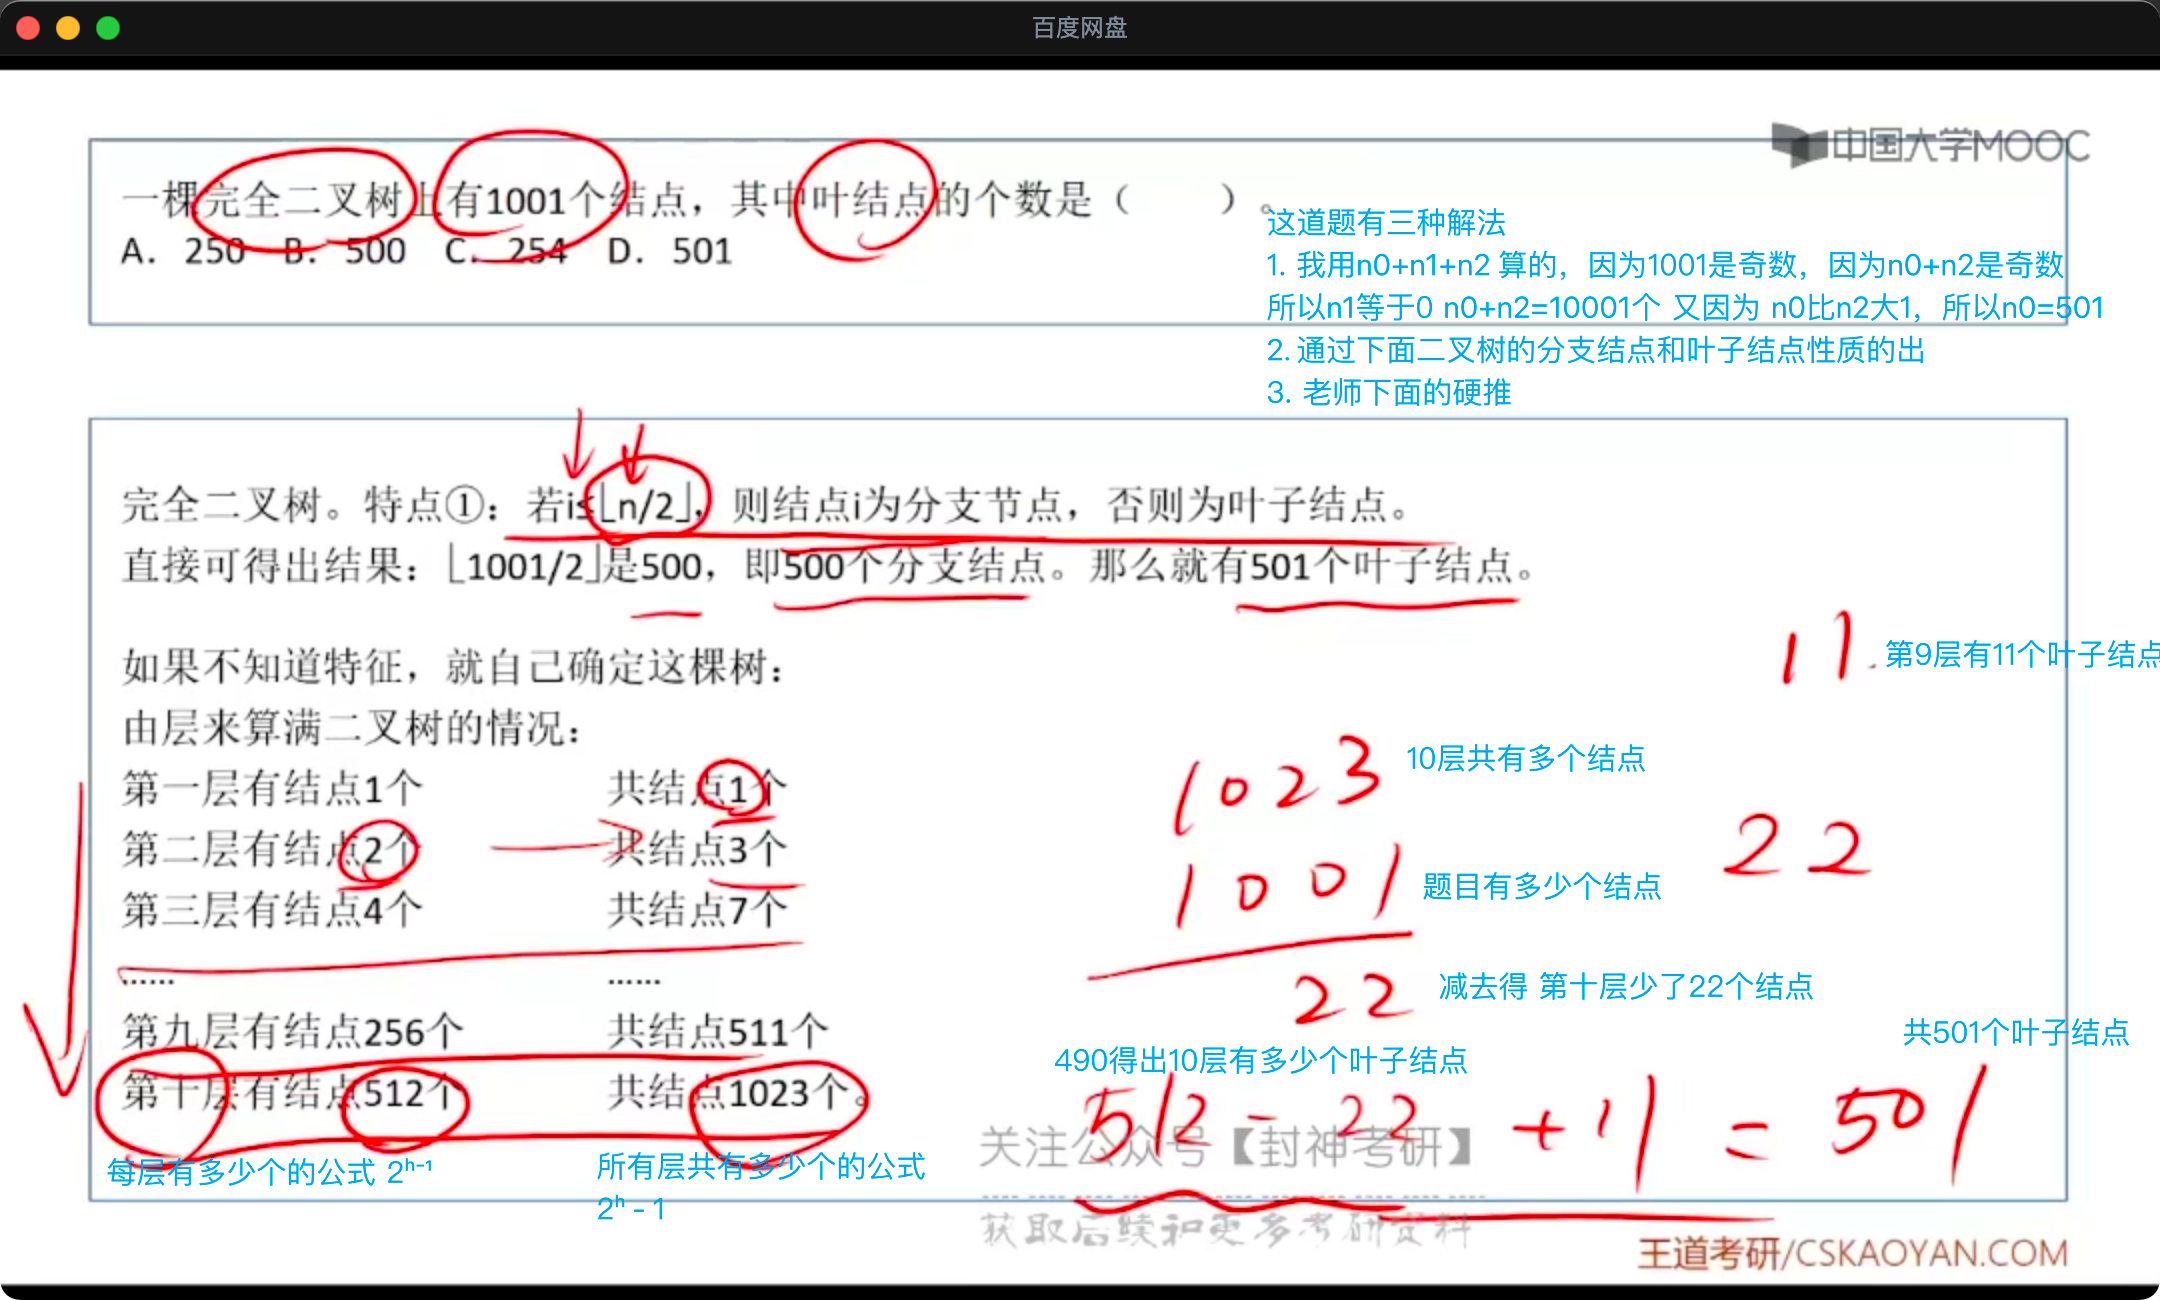 百度网盘
中国大学MOOC
一棵完全二叉树上有1001个结点，其中叶结点的个数是（　　）。
A. 250 B. 500 C. 254 D. 501
这道题有三种解法
1. 我用n0+n1+n2 算的，因为1001是奇数，因为n0+n2是奇数
所以n1等于0 n0+n2=10001个 又因为 n0比n2大1，所以n0=501
2. 通过下面二叉树的分支结点和叶子结点性质的出
3. 老师下面的硬推
完全二叉树。特点①：若i≤⌊n/2⌋，则结点i为分支节点，否则为叶子结点。
直接可得出结果：⌊1001/2⌋是500，即500个分支结点。那么就有501个叶子结点。
11
第9层有11个叶子结点
如果不知道特征，就自己确定这棵树：
由层来算满二叉树的情况：
第一层有结点1个 共结点1个
第二层有结点2个 共结点3个
第三层有结点4个 共结点7个
...... ......
第九层有结点256个 共结点511个
第十层有结点512个 共结点1023个。
1023 10层共有多个结点
1001 题目有多少个结点
22
22 减去得 第十层少了22个结点
共501个叶子结点
490得出10层有多少个叶子结点
512-22 +11=501
每层有多少个的公式 2ʰ⁻¹
所有层共有多少个的公式
2ʰ - 1
关注公众号【封神考研】
获取后续和更多考研资料
王道考研/CSKAOYAN.COM